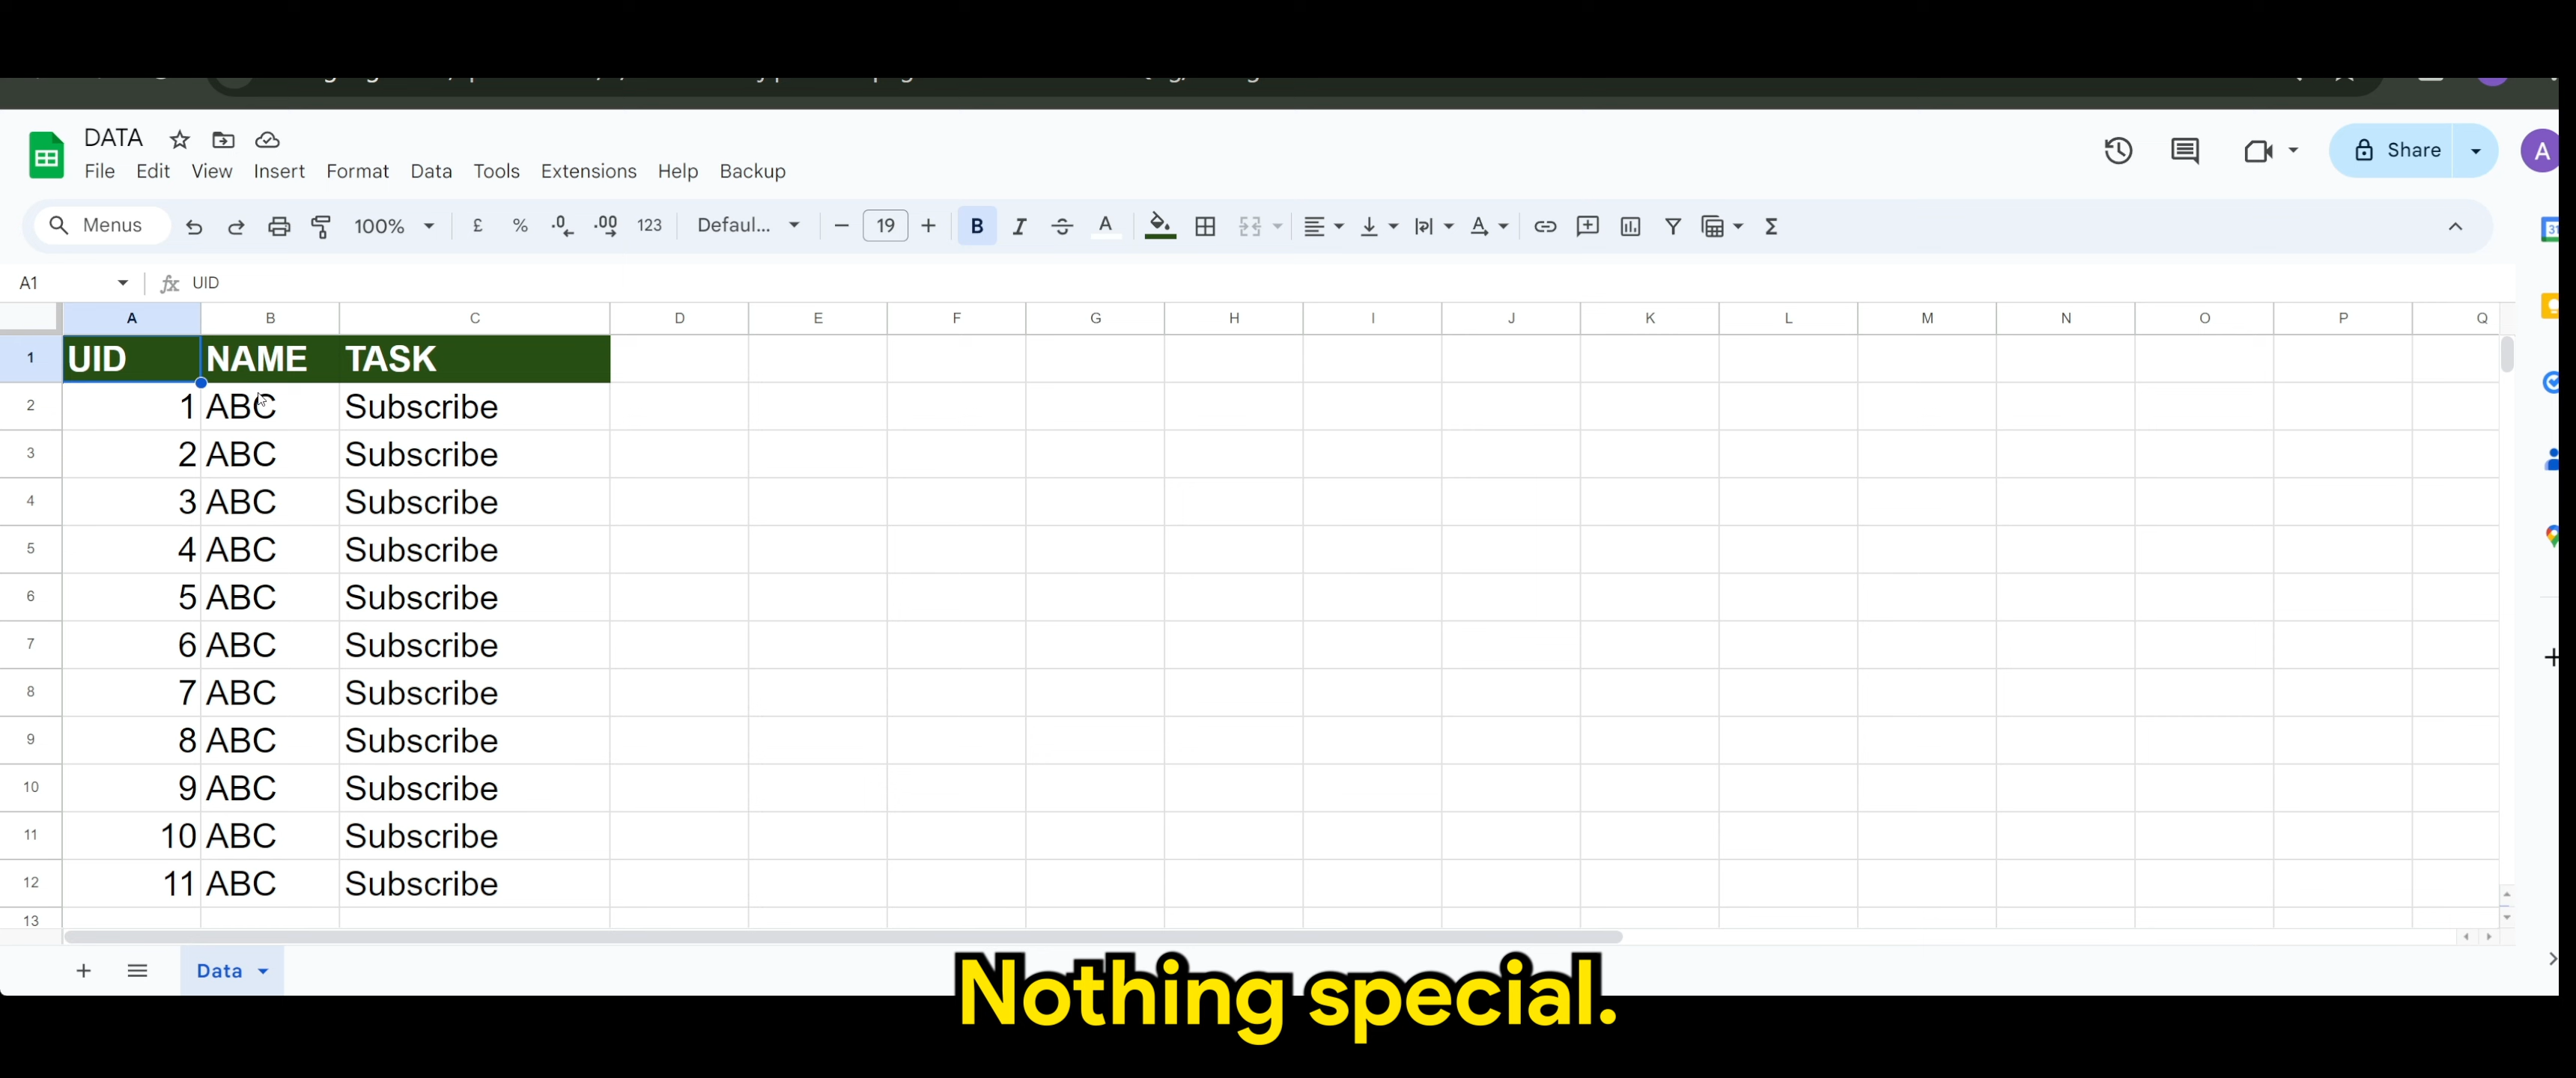 DATA
File Edit View Insert Format Data Tools Extensions Help Backup
Share
A
Menus
100%
£ % .0 .00 123
Defaul...
19
B I A
A1
fx UID
A B C D E F G H I J K L M N O P Q
1 UID NAME TASK
2 1 ABC Subscribe
3 2 ABC Subscribe
4 3 ABC Subscribe
5 4 ABC Subscribe
6 5 ABC Subscribe
7 6 ABC Subscribe
8 7 ABC Subscribe
9 8 ABC Subscribe
10 9 ABC Subscribe
11 10 ABC Subscribe
12 11 ABC Subscribe
13
Data
Nothing special.